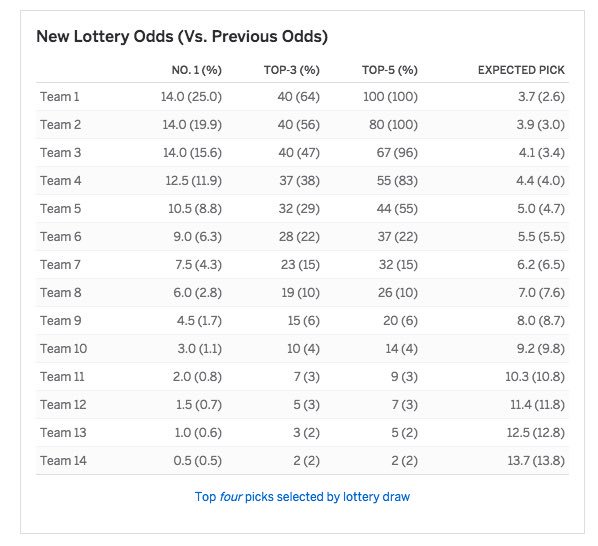 New Lottery Odds (Vs. Previous Odds)
NO. 1 (%) TOP-3 (%) TOP-5 (%) EXPECTED PICK
Team 1 14.0 (25.0) 40 (64) 100 (100) 3.7 (2.6)
Team 2 14.0 (19.9) 40 (56) 80 (100) 3.9 (3.0)
Team 3 14.0 (15.6) 40 (47) 67 (96) 4.1 (3.4)
Team 4 12.5 (11.9) 37 (38) 55 (83) 4.4 (4.0)
Team 5 10.5 (8.8) 32 (29) 44 (55) 5.0 (4.7)
Team 6 9.0 (6.3) 28 (22) 37 (22) 5.5 (5.5)
Team 7 7.5 (4.3) 23 (15) 32 (15) 6.2 (6.5)
Team 8 6.0 (2.8) 19 (10) 26 (10) 7.0 (7.6)
Team 9 4.5 (1.7) 15 (6) 20 (6) 8.0 (8.7)
Team 10 3.0 (1.1) 10 (4) 14 (4) 9.2 (9.8)
Team 11 2.0 (0.8) 7 (3) 9 (3) 10.3 (10.8)
Team 12 1.5 (0.7) 5 (3) 7 (3) 11.4 (11.8)
Team 13 1.0 (0.6) 3 (2) 5 (2) 12.5 (12.8)
Team 14 0.5 (0.5) 2 (2) 2 (2) 13.7 (13.8)
Top four picks selected by lottery draw